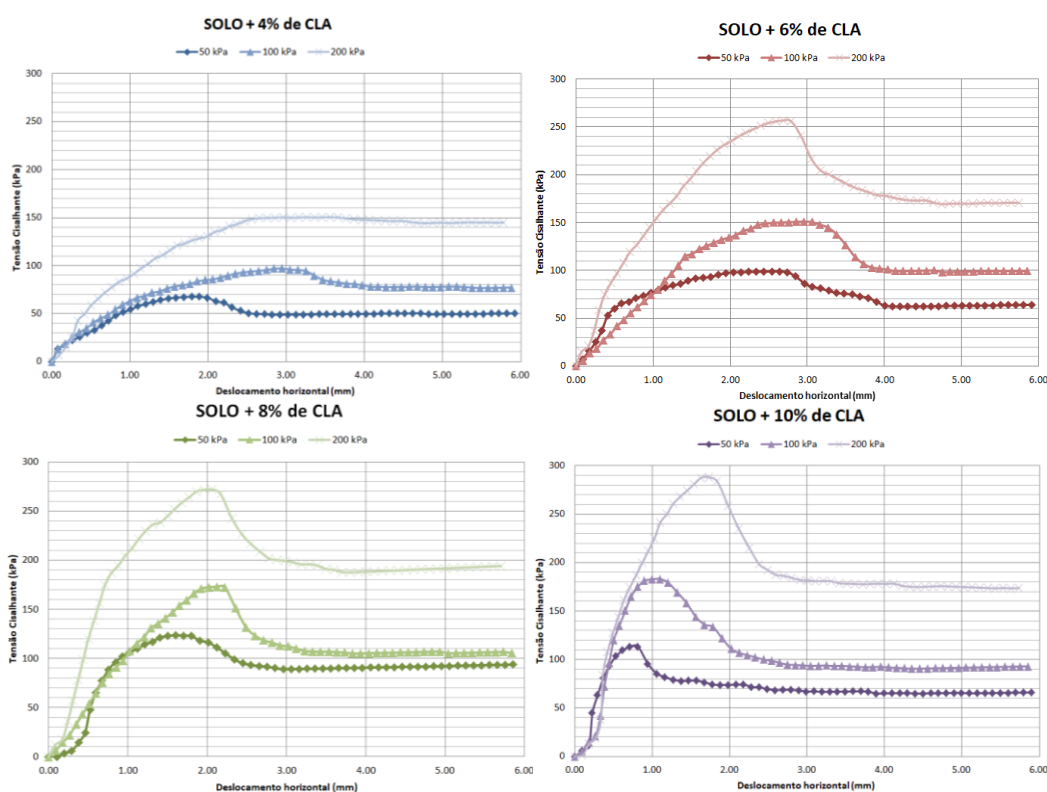 SOLO + 4% de CLA
50 kPa 100 kPa 200 kPa
Tensão Cisalhante (kPa)
300
250
200
150
100
50
0
0.00 1.00 2.00 3.00 4.00 5.00 6.00
Deslocamento horizontal (mm)
SOLO + 6% de CLA
50 kPa 100 kPa 200 kPa
Tensão Cisalhante (kPa)
300
250
200
150
100
50
0
0.00 1.00 2.00 3.00 4.00 5.00 6.00
Deslocamento horizontal (mm)
SOLO + 8% de CLA
50 kPa 100 kPa 200 kPa
Tensão Cisalhante (kPa)
300
250
200
150
100
50
0
0.00 1.00 2.00 3.00 4.00 5.00 6.00
Deslocamento horizontal (mm)
SOLO + 10% de CLA
50 kPa 100 kPa 200 kPa
Tensão Cisalhante (kPa)
300
250
200
150
100
50
0
0.00 1.00 2.00 3.00 4.00 5.00 6.00
Deslocamento horizontal (mm)